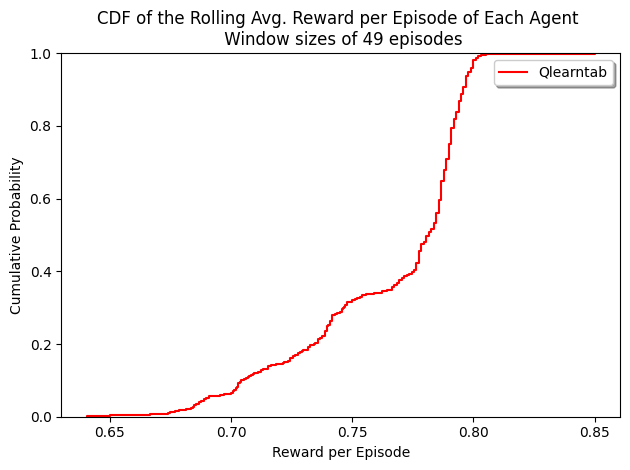 CDF of the Rolling Avg. Reward per Episode of Each Agent
Window sizes of 49 episodes
Qlearntab
Cumulative Probability
1.0
0.8
0.6
0.4
0.2
0.0
0.65 0.70 0.75 0.80 0.85
Reward per Episode